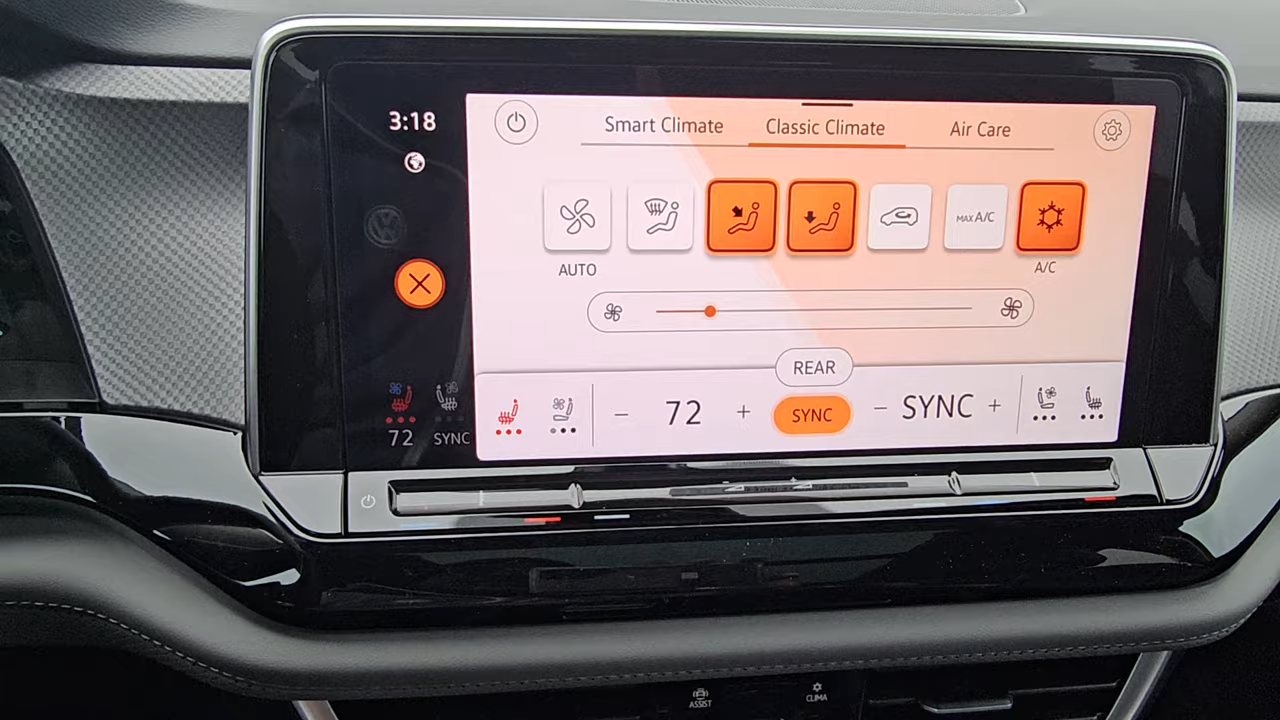 3:18
Smart Climate Classic Climate Air Care
MAX A/C
AUTO A/C
REAR
72 SYNC SYNC
72 SYNC
ASSIST CLIMA